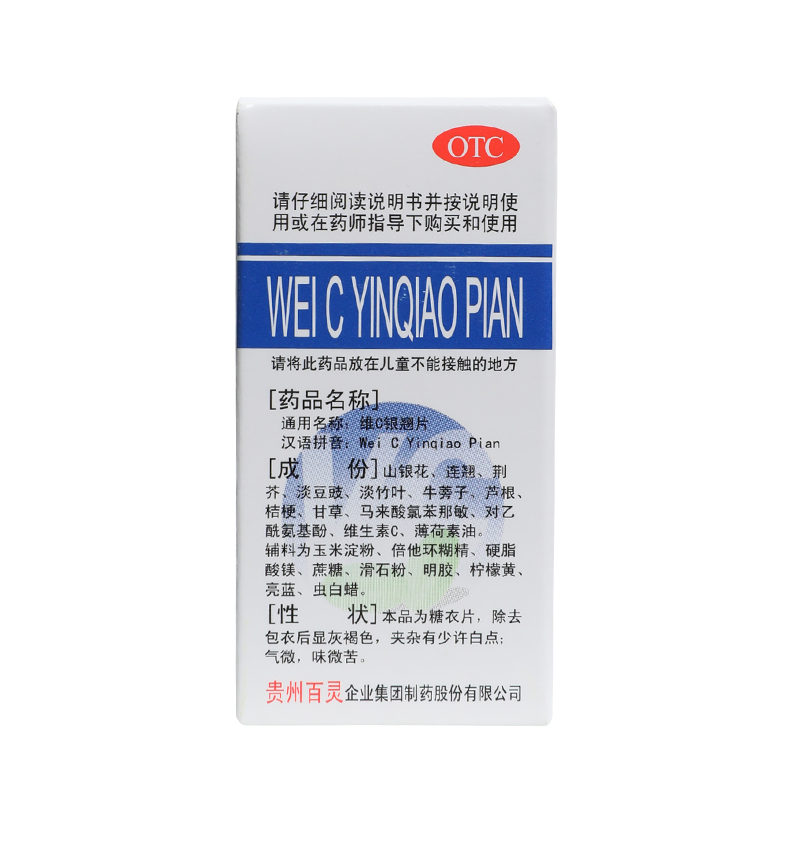 OTC
请仔细阅读说明书并按说明使
用或在药师指导下购买和使用
WEI C YINQIAO PIAN
请将此药品放在儿童不能接触的地方
[药品名称]
通用名称：维C银翘片
汉语拼音：Wei C Yinqiao Pian
[成 份]山银花、连翘、荆
芥、淡豆豉、淡竹叶、牛蒡子、芦根、
桔梗、甘草、马来酸氯苯那敏、对乙
酰氨基酚、维生素C、薄荷素油。
辅料为玉米淀粉、倍他环糊精、硬脂
酸镁、蔗糖、滑石粉、明胶、柠檬黄、
亮蓝、虫白蜡。
[性 状]本品为糖衣片，除去
包衣后显灰褐色，夹杂有少许白点；
气微，味微苦。
贵州百灵企业集团制药股份有限公司